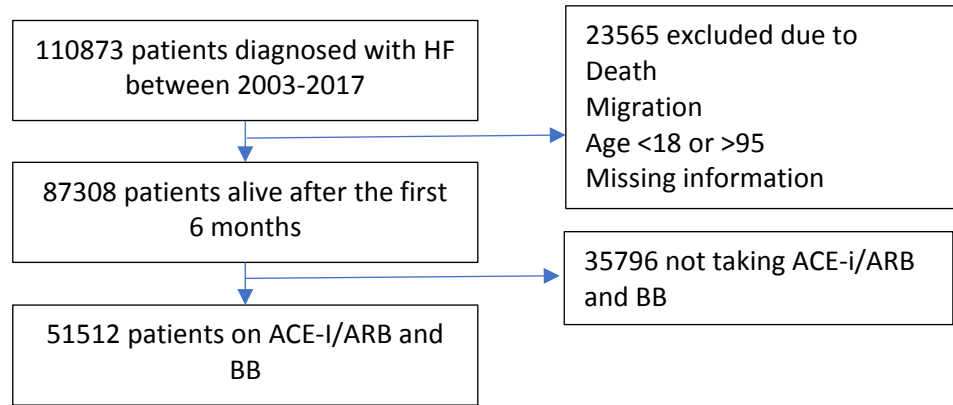 110873 patients diagnosed with HF
between 2003-2017
23565 excluded due to
Death
Migration
Age <18 or >95
Missing information
87308 patients alive after the first
6 months
35796 not taking ACE-i/ARB
and BB
51512 patients on ACE-I/ARB and
BB